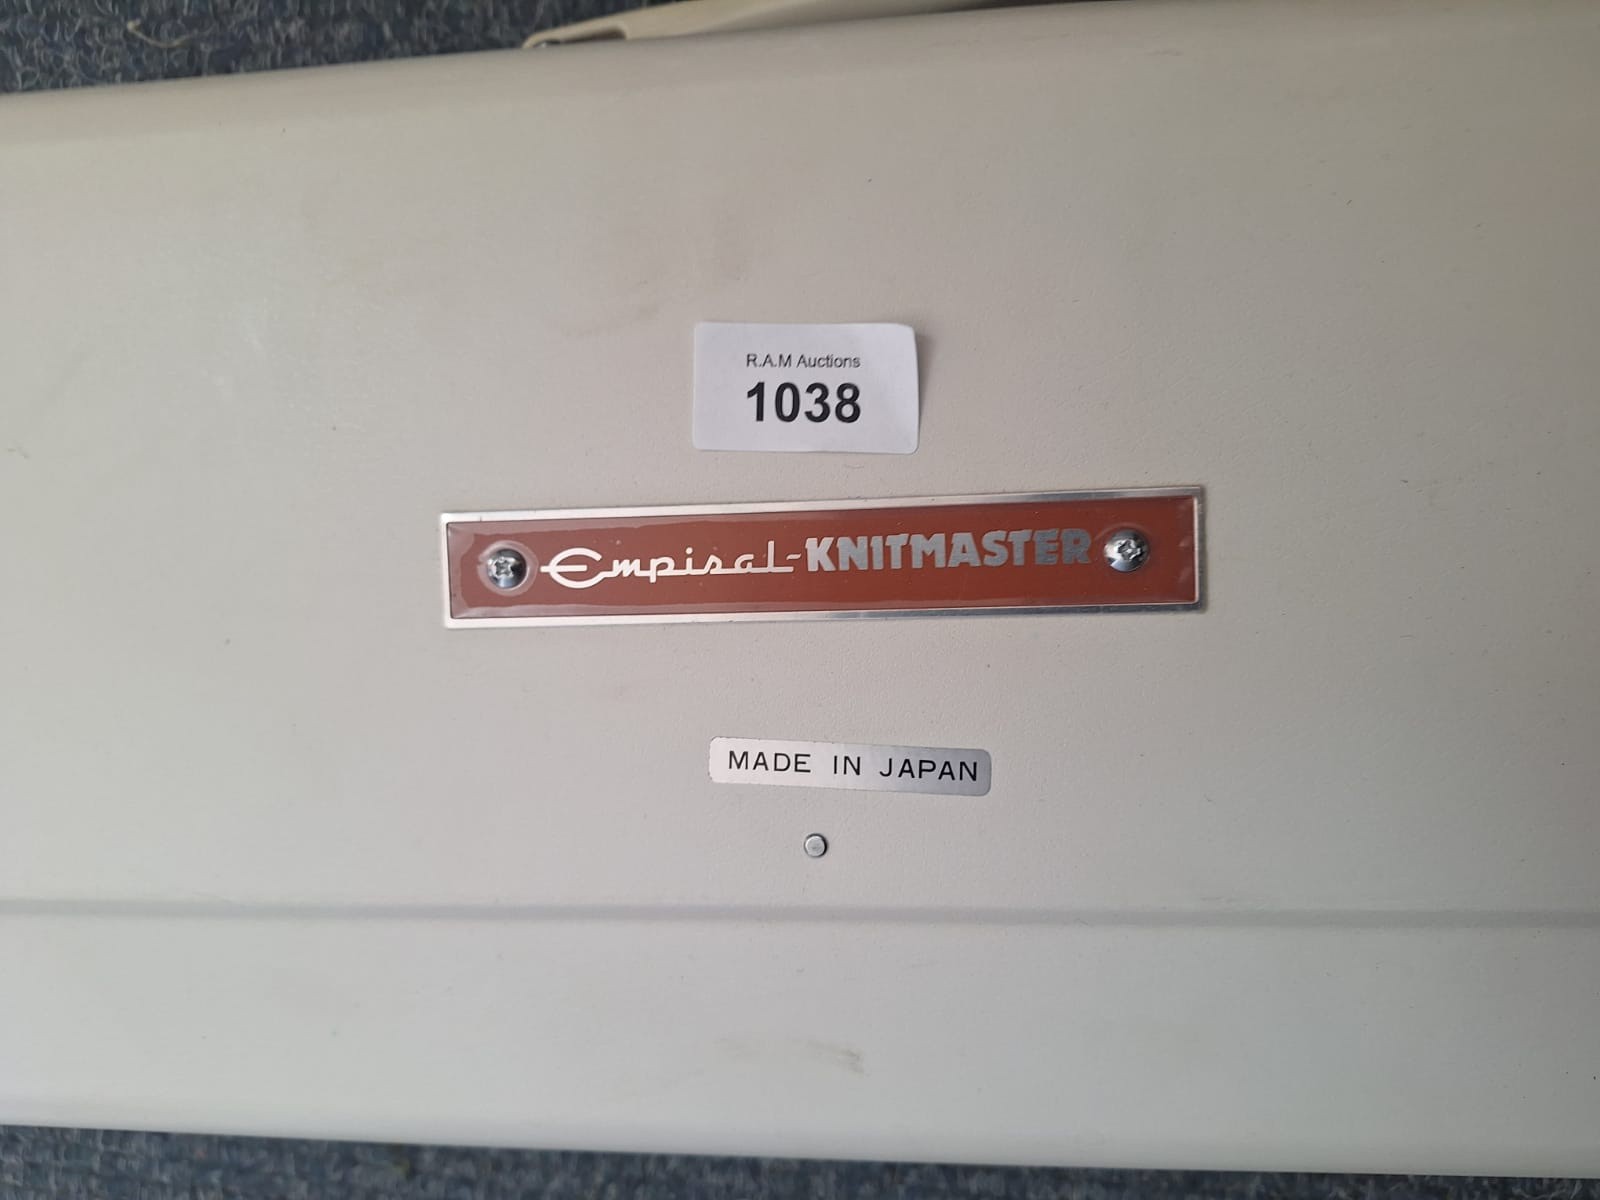 R.A.M Auctions
1038
Empisal-KNITMASTER
MADE IN JAPAN